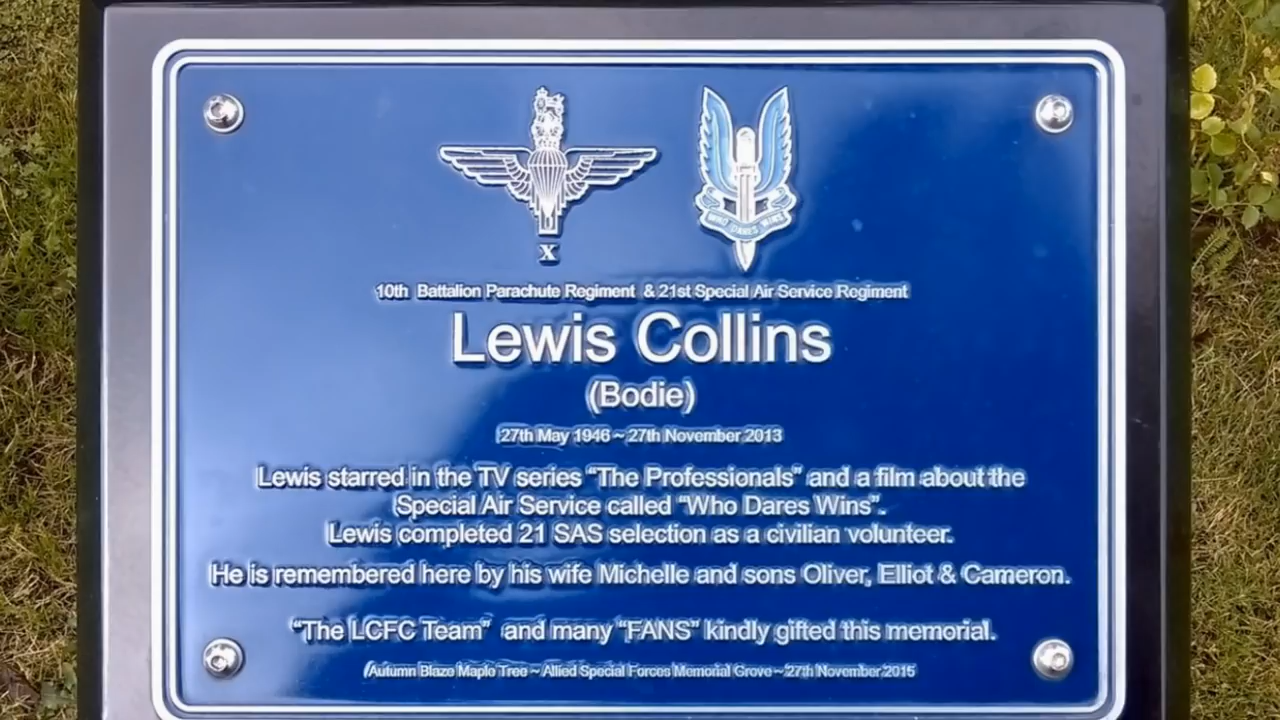 WHO DARES WINS
X
10th Battalion Parachute Regiment & 21st Special Air Service Regiment
Lewis Collins
(Bodie)
27th May 1946 ~ 27th November 2013
Lewis starred in the TV series “The Professionals” and a film about the
Special Air Service called “Who Dares Wins”.
Lewis completed 21 SAS selection as a civilian volunteer.
He is remembered here by his wife Michelle and sons Oliver, Elliot & Cameron.
“The LCFC Team” and many “FANS” kindly gifted this memorial.
(Autumn Blaze Maple Tree ~ Allied Special Forces Memorial Grove ~ 27th November 2015